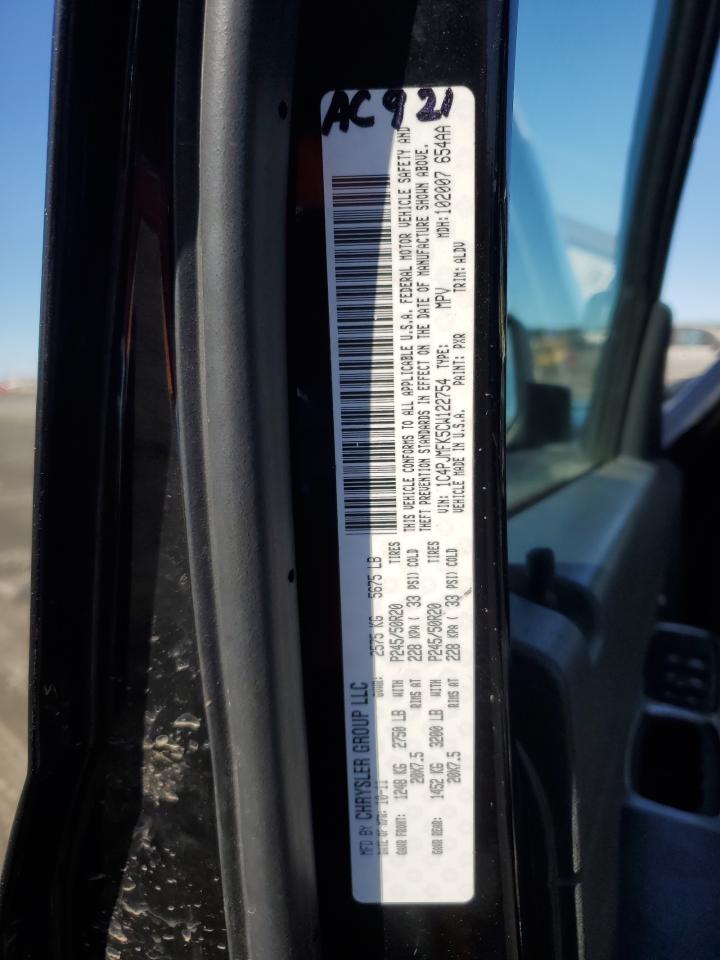 AC 921
MFD BY CHRYSLER GROUP LLC
DATE OF MFR: 10-11 GVWR: 2575 KG 5675 LB
GAWR FRONT: 1248 KG 2750 LB WITH P245/50R20 TIRES
20X7.5 RIMS AT 228 KPA ( 33 PSI) COLD
GAWR REAR: 1452 KG 3200 LB WITH P245/50R20 TIRES
20X7.5 RIMS AT 228 KPA ( 33 PSI) COLD
THIS VEHICLE CONFORMS TO ALL APPLICABLE U.S.A. FEDERAL MOTOR VEHICLE SAFETY AND
THEFT PREVENTION STANDARDS IN EFFECT ON THE DATE OF MANUFACTURE SHOWN ABOVE.
VIN: 1C4PJMFK5CW122754 TYPE: MPV MDH:102007 654AA
VEHICLE MADE IN U.S.A. PAINT: PXR TRIM: ALDV